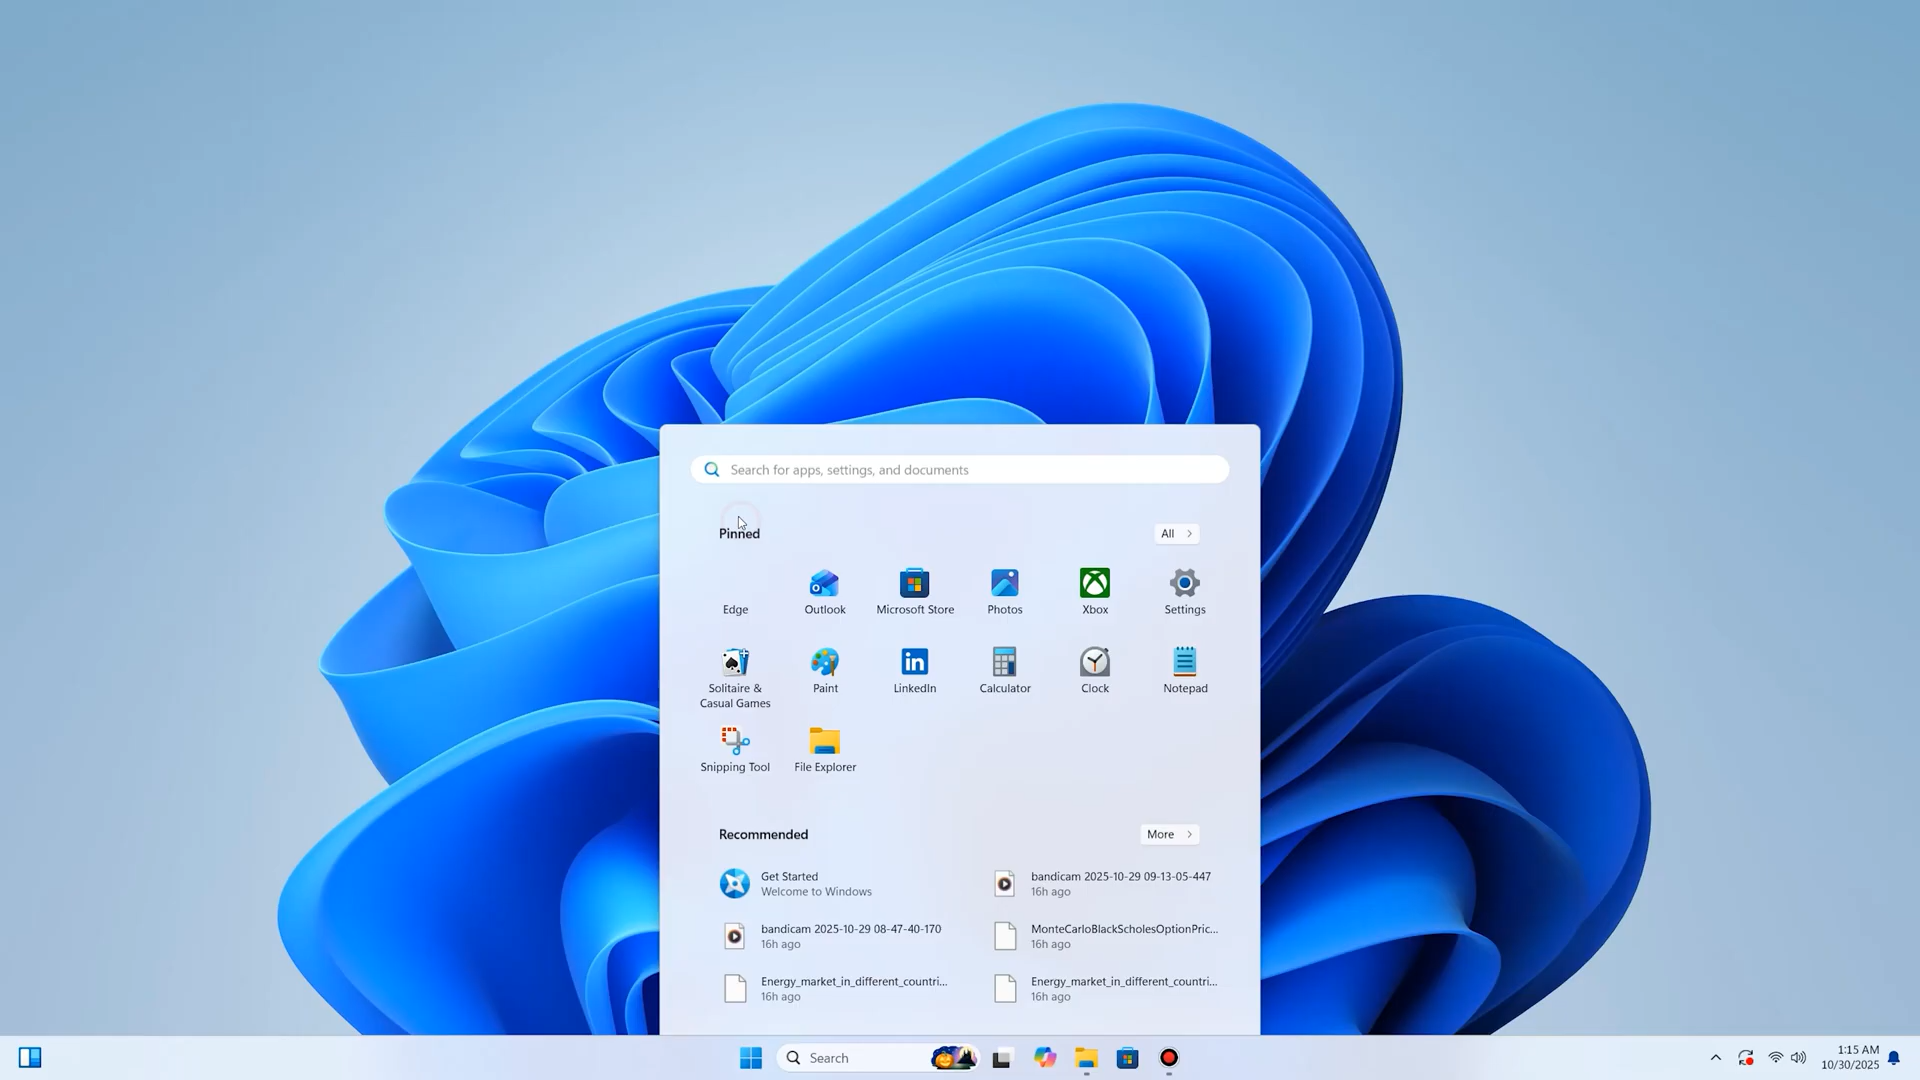 Search for apps, settings, and documents
Pinned
All
Edge
Outlook
Microsoft Store
Photos
Xbox
Settings
Solitaire &
Casual Games
Paint
LinkedIn
Calculator
Clock
Notepad
Snipping Tool
File Explorer
Recommended
More
Get Started
Welcome to Windows
bandicam 2025-10-29 09-13-05-447
16h ago
bandicam 2025-10-29 08-47-40-170
16h ago
MonteCarloBlackScholesOptionPric...
16h ago
Energy_market_in_different_countri...
16h ago
Energy_market_in_different_countri...
16h ago
Search
1:15 AM
10/30/2025